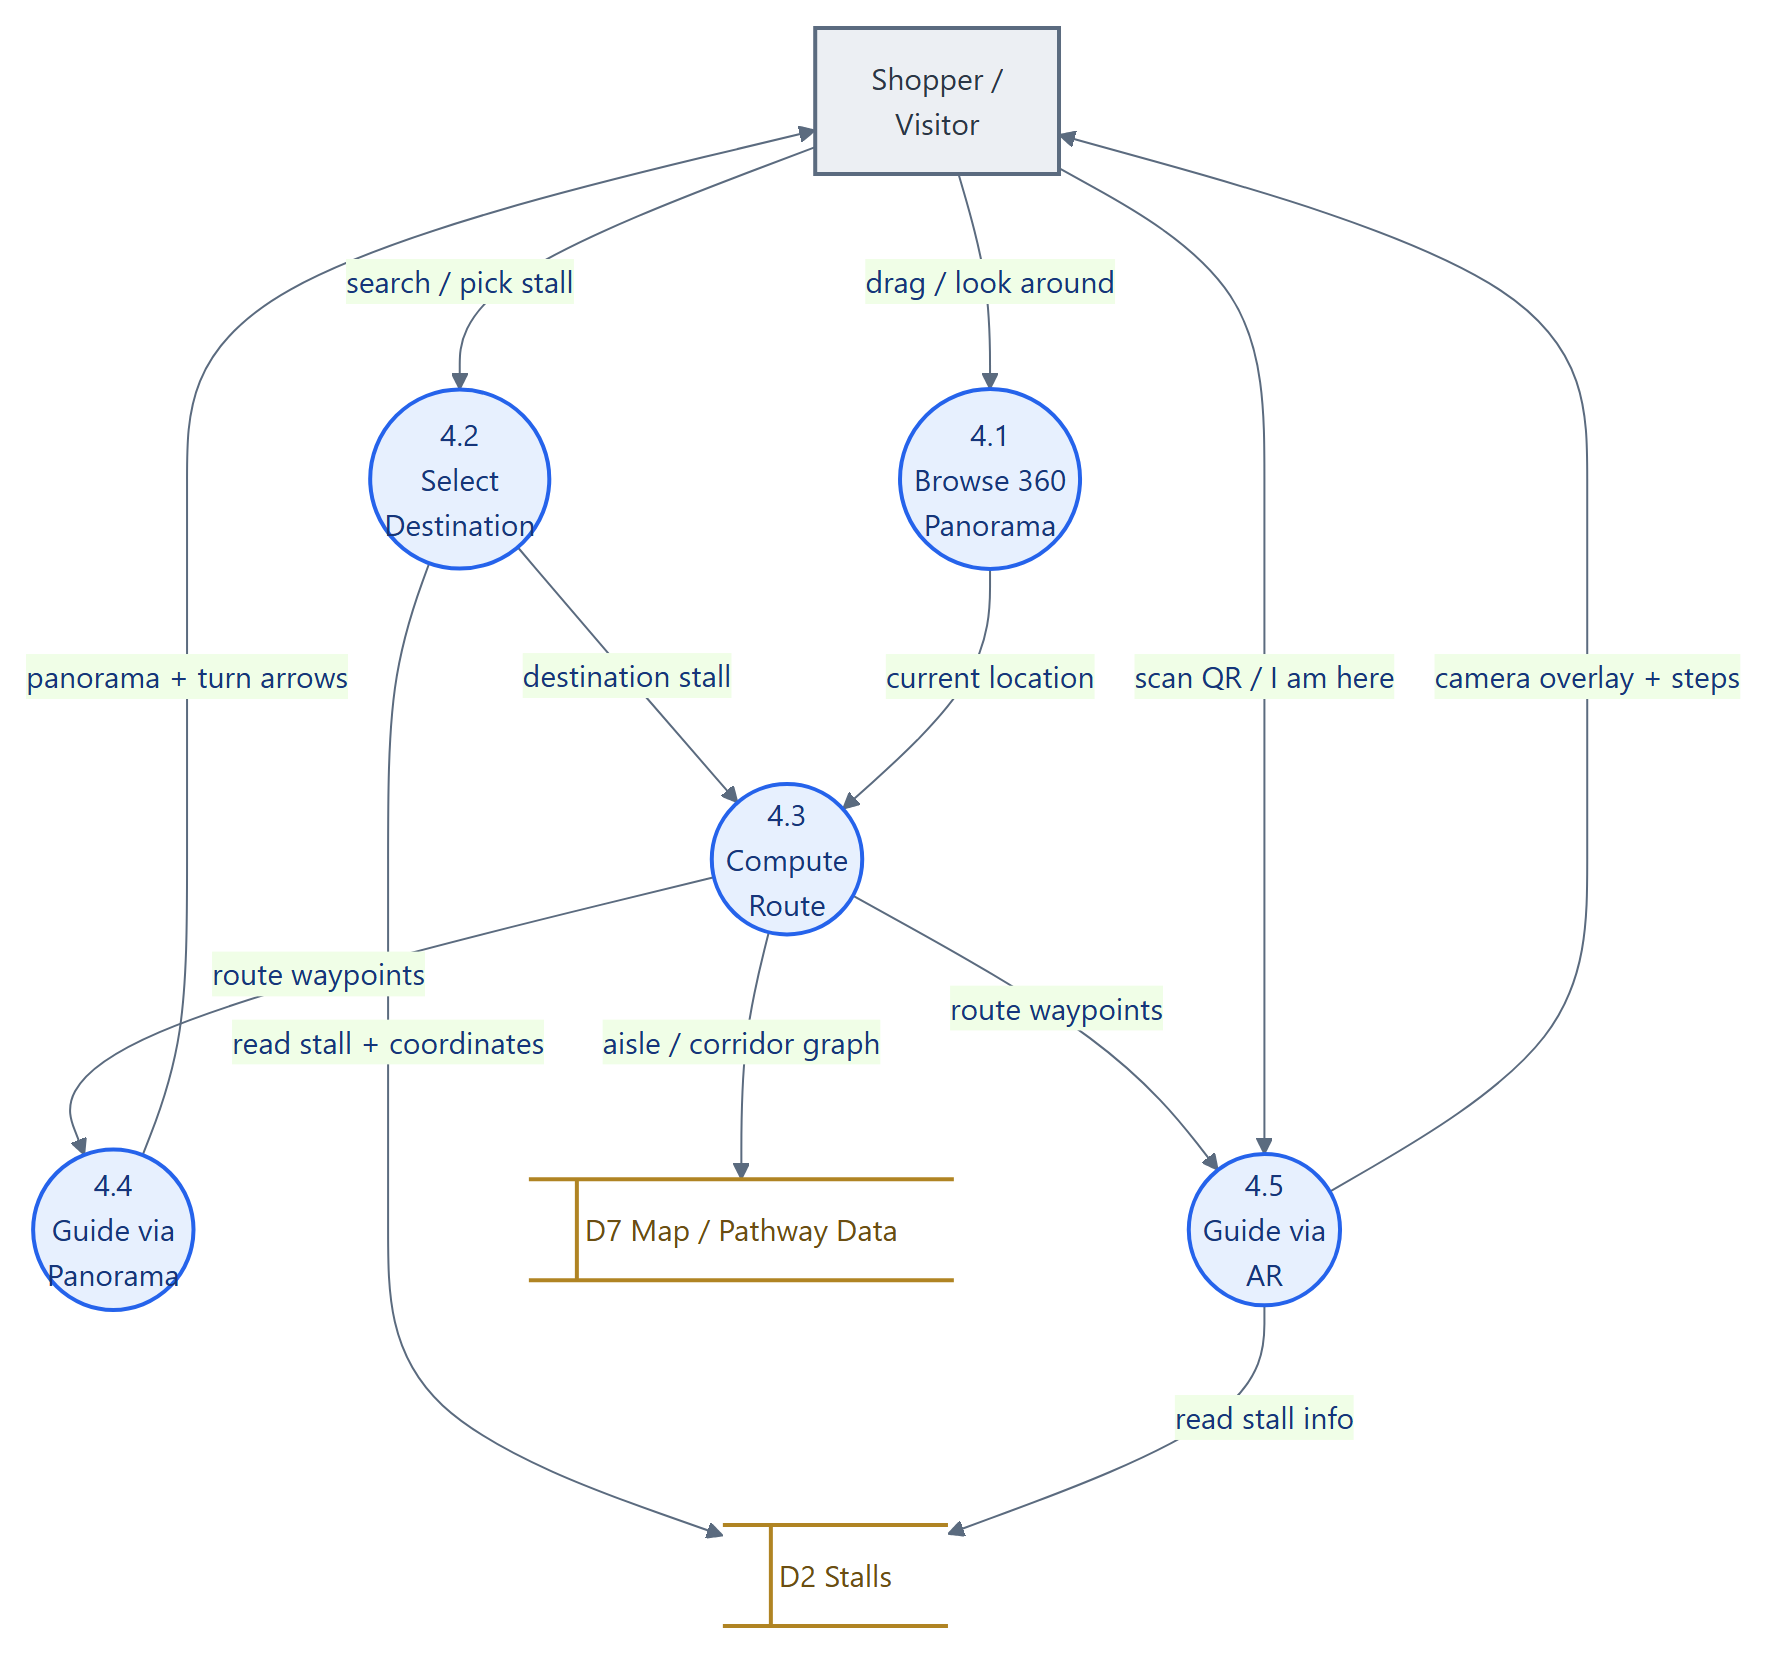 Shopper /
Visitor
search / pick stall
drag / look around
4.2
Select
Destination
4.1
Browse 360
Panorama
panorama + turn arrows
destination stall
current location
scan QR / I am here
camera overlay + steps
4.3
Compute
Route
route waypoints
route waypoints
read stall + coordinates
aisle / corridor graph
4.4
Guide via
Panorama
D7 Map / Pathway Data
4.5
Guide via
AR
read stall info
D2 Stalls